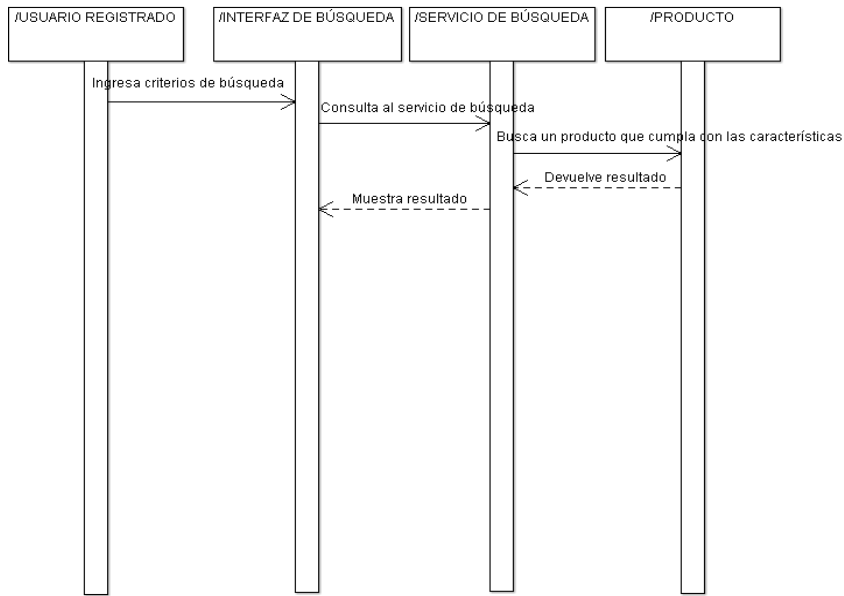 /USUARIO REGISTRADO
/INTERFAZ DE BÚSQUEDA
/SERVICIO DE BÚSQUEDA
/PRODUCTO
Ingresa criterios de búsqueda
Consulta al servicio de búsqueda
Busca un producto que cumpla con las características
Devuelve resultado
Muestra resultado